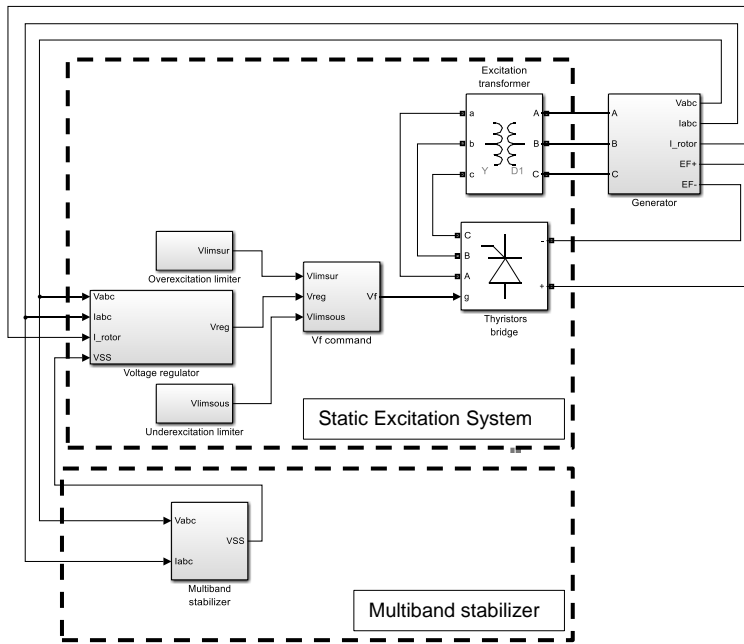 Excitation
transformer
a
A
b
B
c
C
Y
D1
A
B
C
Vabc
Iabc
I_rotor
EF+
EF-
Generator
C
B
A
g
-
+
Thyristors
bridge
Vlimsur
Overexcitation limiter
Vabc
Iabc
I_rotor
VSS
Vreg
Voltage regulator
Vlimsous
Underexcitation limiter
Vlimsur
Vreg
Vlimsous
Vf
Vf command
Static Excitation System
Vabc
Iabc
VSS
Multiband
stabilizer
Multiband stabilizer